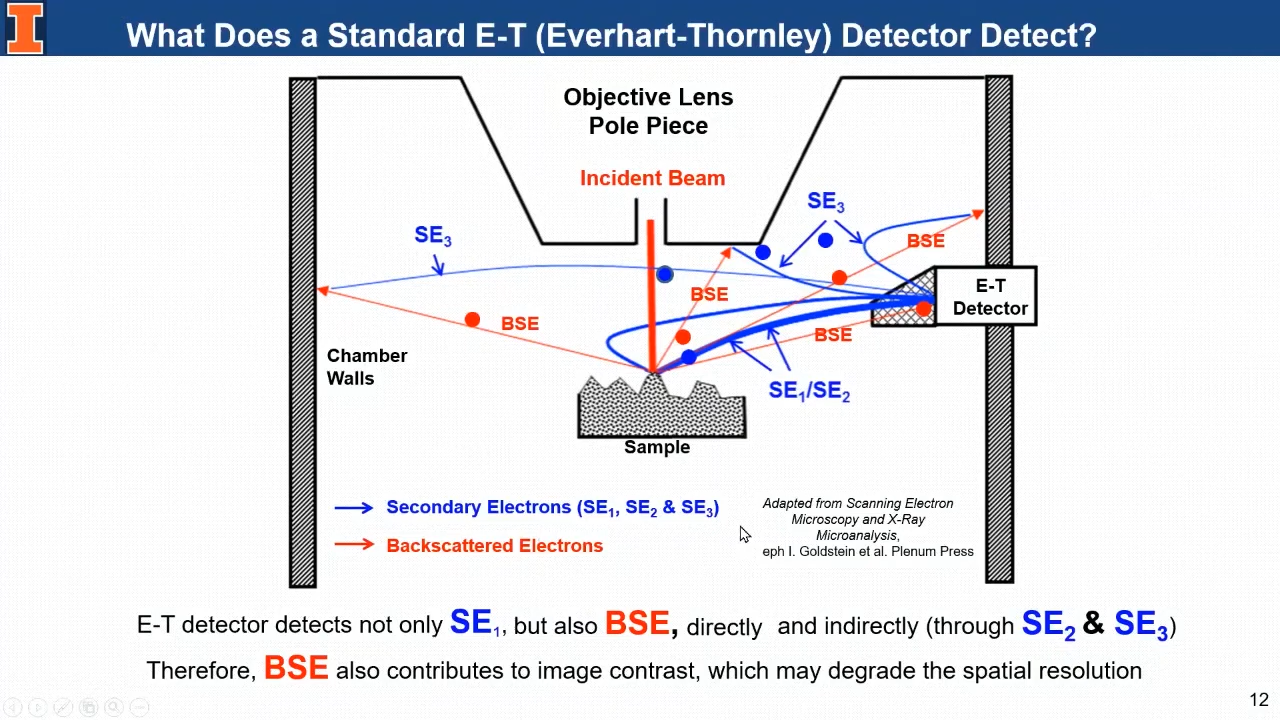 What Does a Standard E-T (Everhart-Thornley) Detector Detect?
Objective Lens
Pole Piece
Incident Beam
SE3
SE3
BSE
BSE
BSE
BSE
E-T
Detector
Chamber
Walls
SE1/SE2
Sample
Secondary Electrons (SE1, SE2 & SE3)
Backscattered Electrons
Adapted from Scanning Electron
Microscopy and X-Ray
Microanalysis,
eph I. Goldstein et al. Plenum Press
E-T detector detects not only SE1, but also BSE, directly and indirectly (through SE2 & SE3)
Therefore, BSE also contributes to image contrast, which may degrade the spatial resolution
12